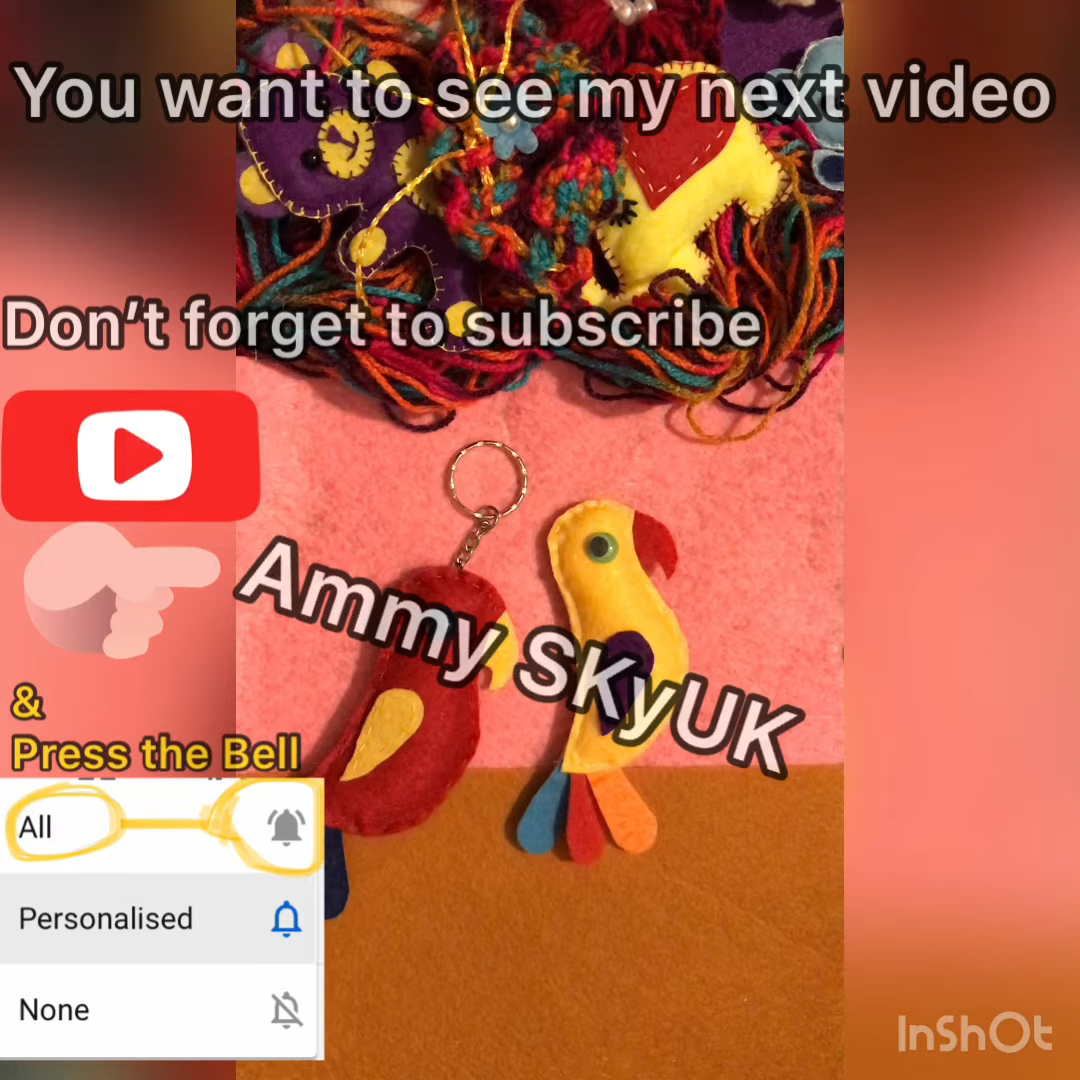 You want to see my next video
Don't forget to subscribe
Ammy SKyUK
&
Press the Bell
All
Personalised
None
InShOt